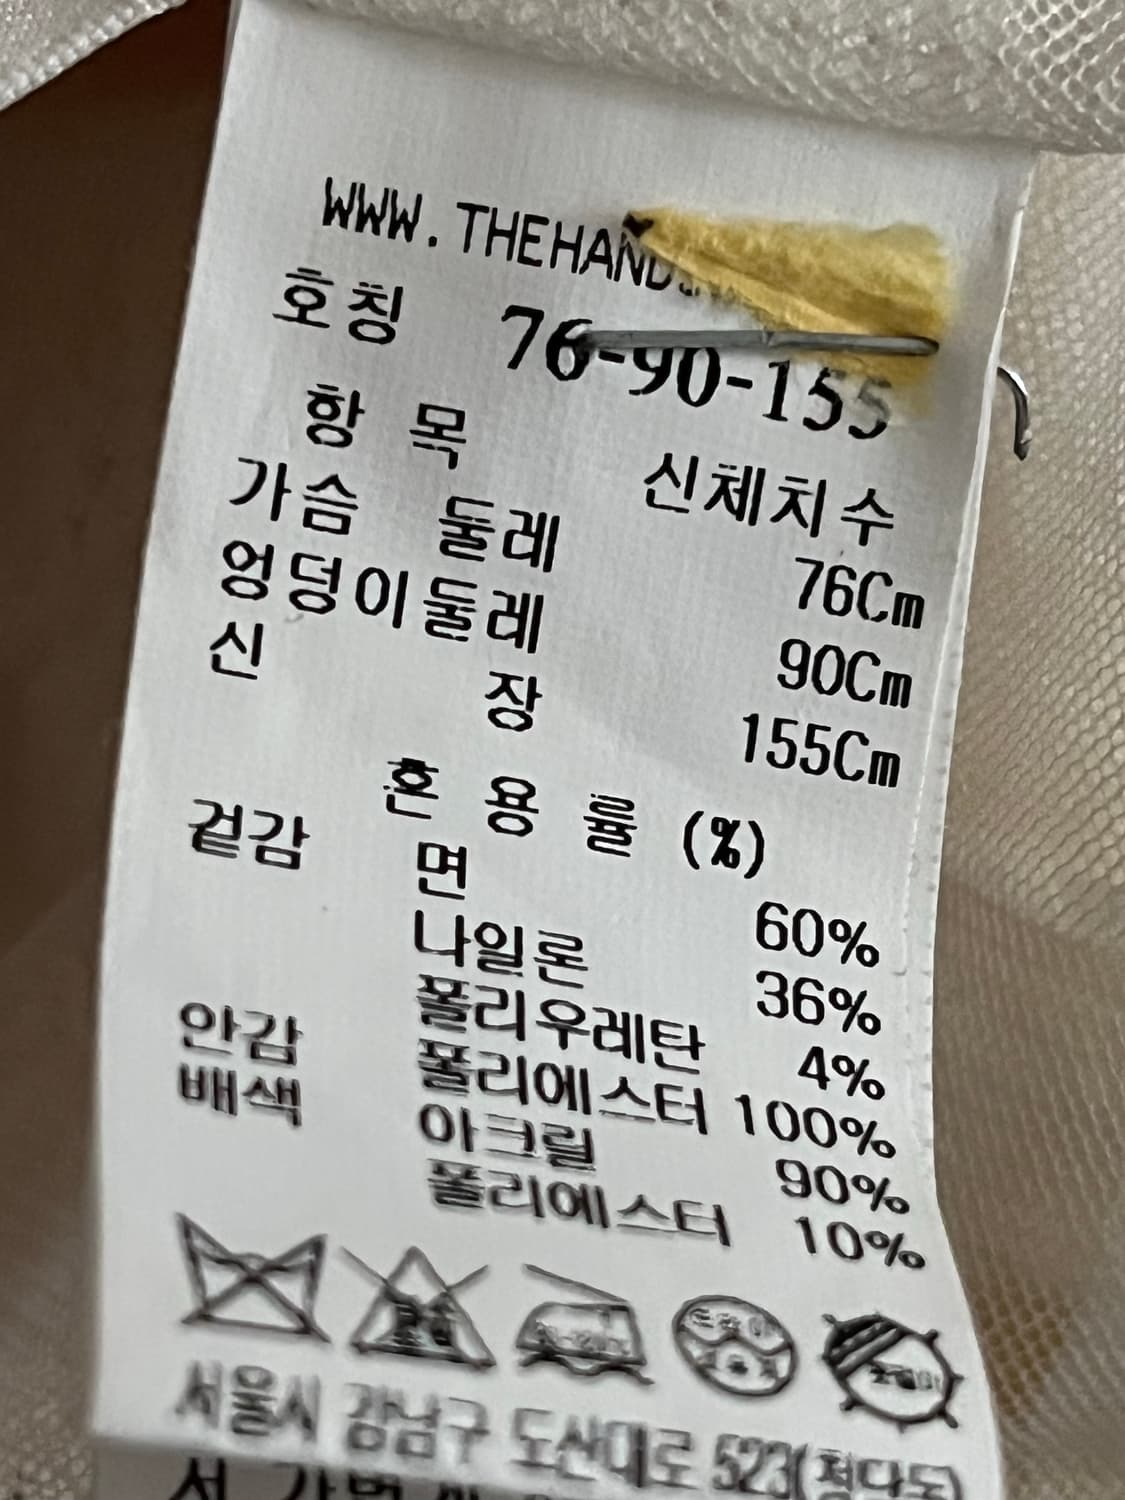 WWW.THEHAN
호칭 76-90-155
항 목 신체치수
가슴 둘레 76Cm
엉덩이둘레 90Cm
신 장 155Cm
혼 용 률 (%)
겉감 면 60%
나일론 36%
폴리우레탄 4%
안감 폴리에스터 100%
배색 아크릴 90%
폴리에스터 10%
서울시 강남구 도산대로 523(청담동)